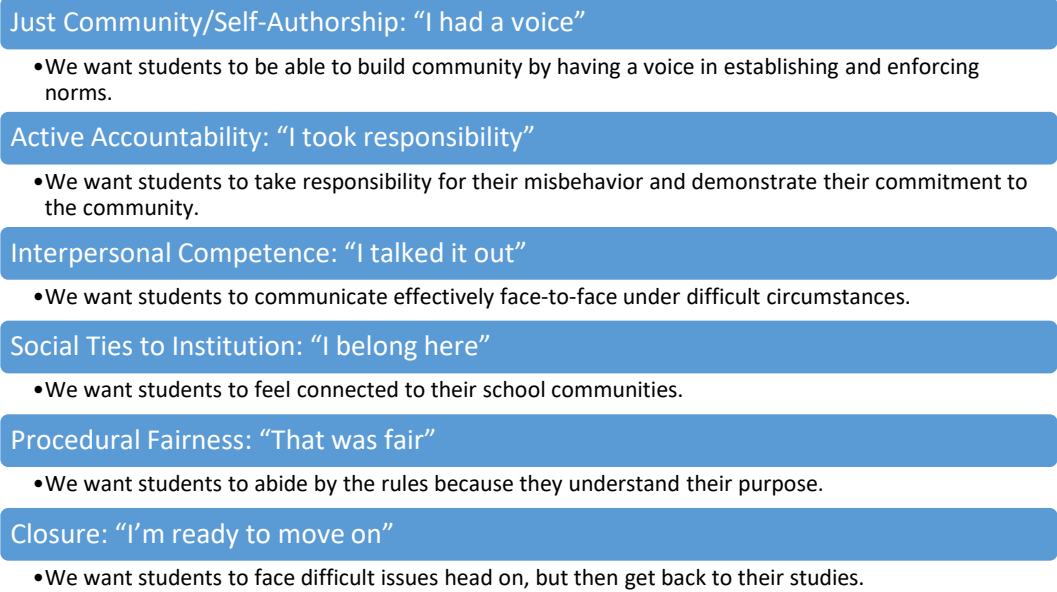 Just Community/Self-Authorship: “I had a voice”
•We want students to be able to build community by having a voice in establishing and enforcing
norms.
Active Accountability: “I took responsibility”
•We want students to take responsibility for their misbehavior and demonstrate their commitment to
the community.
Interpersonal Competence: “I talked it out”
•We want students to communicate effectively face-to-face under difficult circumstances.
Social Ties to Institution: “I belong here”
•We want students to feel connected to their school communities.
Procedural Fairness: “That was fair”
•We want students to abide by the rules because they understand their purpose.
Closure: “I’m ready to move on”
•We want students to face difficult issues head on, but then get back to their studies.